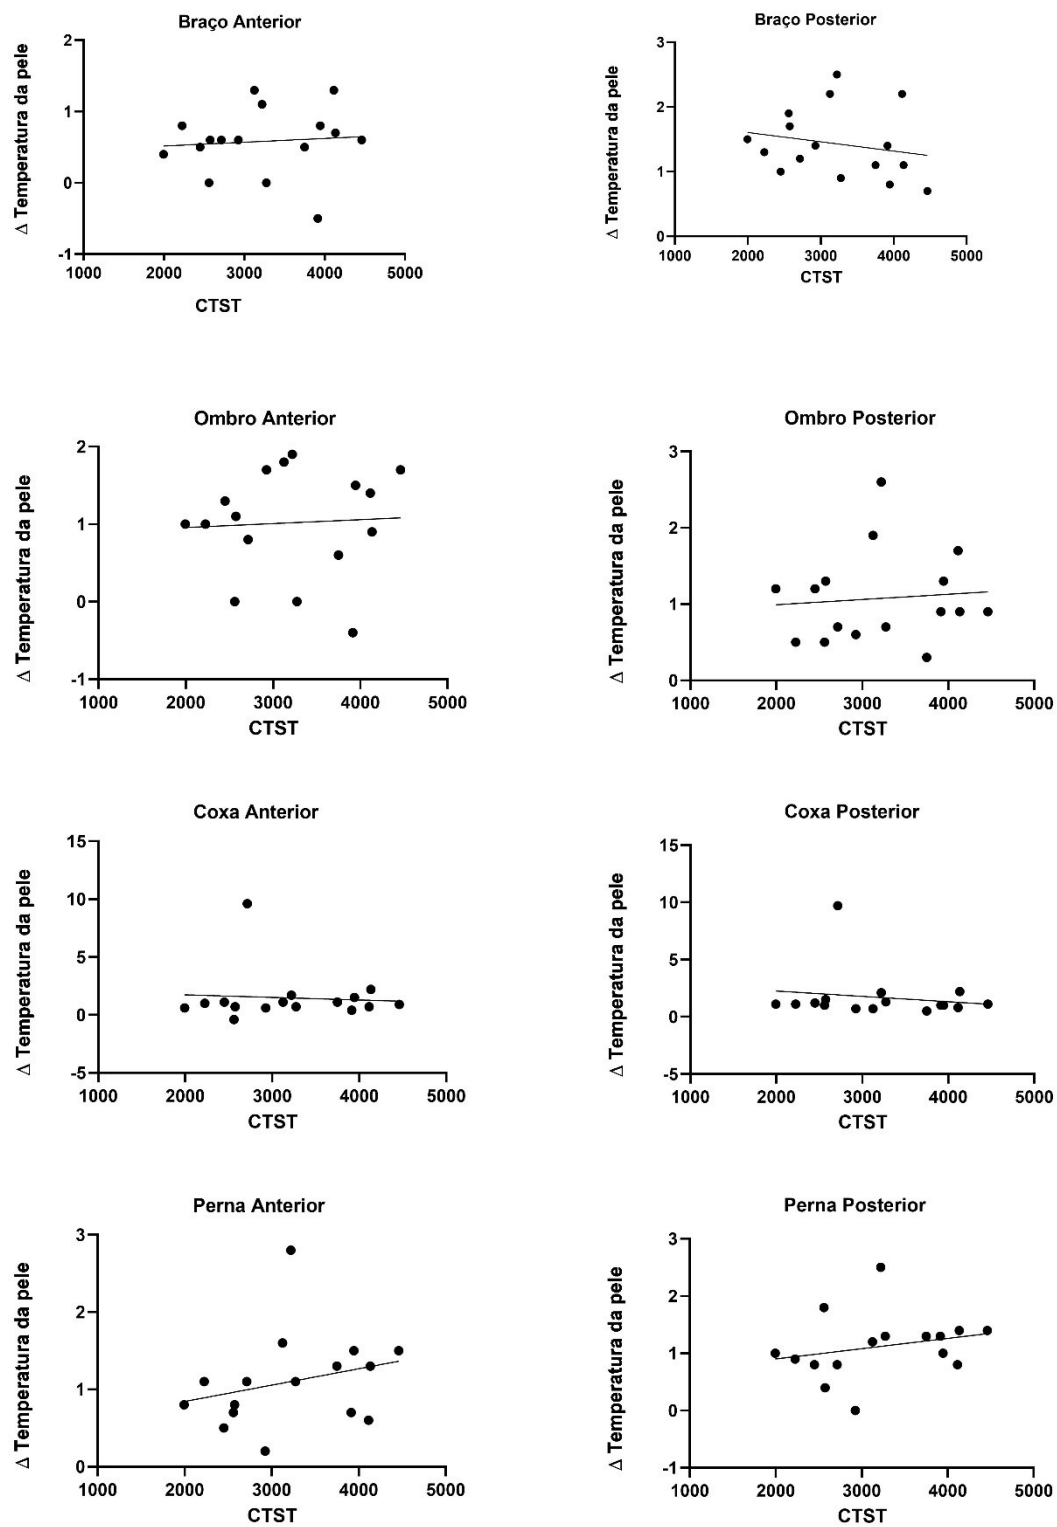 Braço Anterior
Δ Temperatura da pele
2
1
0
-1
1000 2000 3000 4000 5000
CTST
Braço Posterior
Δ Temperatura da pele
3
2
1
0
1000 2000 3000 4000 5000
CTST
Ombro Anterior
Δ Temperatura da pele
2
1
0
-1
1000 2000 3000 4000 5000
CTST
Ombro Posterior
Δ Temperatura da pele
3
2
1
0
1000 2000 3000 4000 5000
CTST
Coxa Anterior
Δ Temperatura da pele
15
10
5
0
-5
1000 2000 3000 4000 5000
CTST
Coxa Posterior
Δ Temperatura da pele
15
10
5
0
-5
1000 2000 3000 4000 5000
CTST
Perna Anterior
Δ Temperatura da pele
3
2
1
0
1000 2000 3000 4000 5000
CTST
Perna Posterior
Δ Temperatura da pele
3
2
1
0
-1
1000 2000 3000 4000 5000
CTST